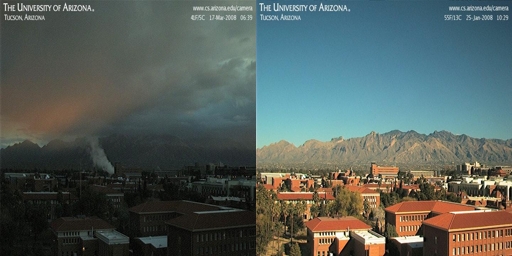 THE UNIVERSITY OF ARIZONA.
TUCSON, ARIZONA
www.cs.arizona.edu/camera
41F/5C 17-Mar-2008 06:39
THE UNIVERSITY OF ARIZONA.
TUCSON, ARIZONA
www.cs.arizona.edu/camera
55F/13C 25-Jan-2008 10:29